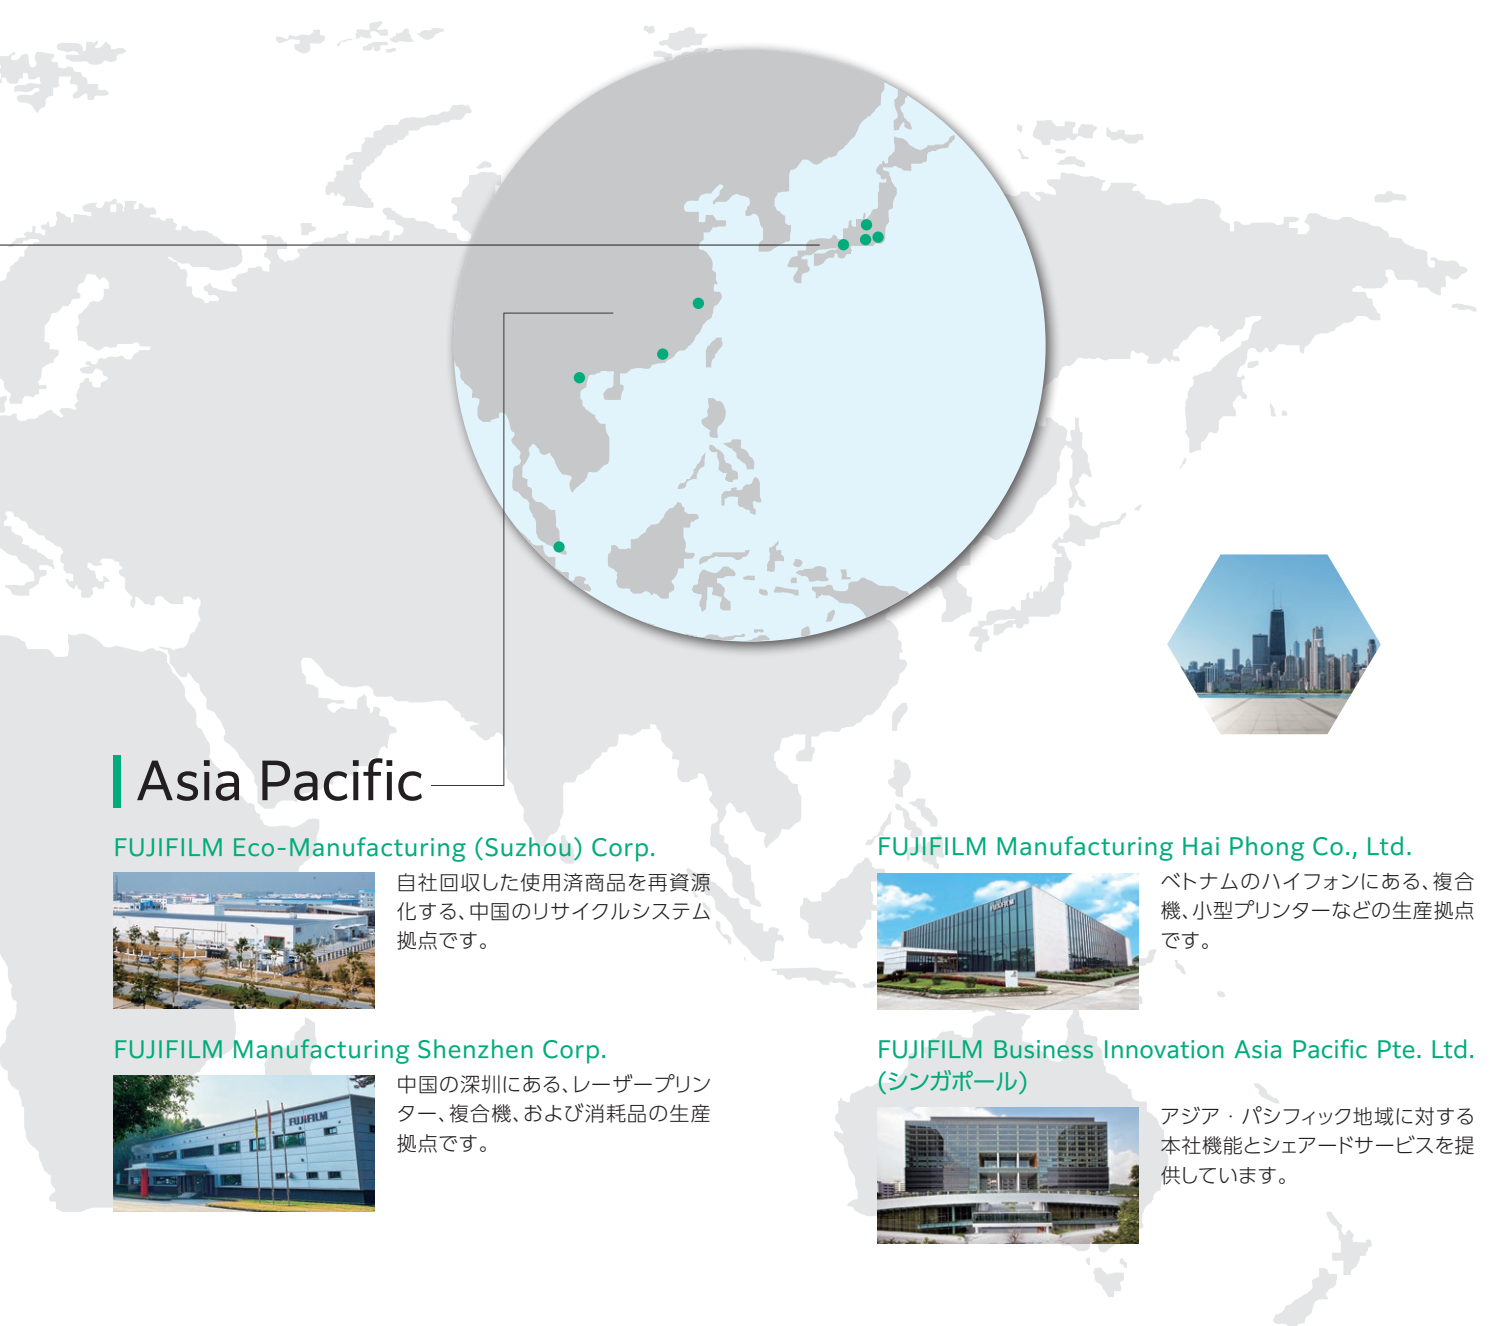 Asia Pacific
FUJIFILM Eco-Manufacturing (Suzhou) Corp.
自社回収した使用済商品を再資源
化する、中国のリサイクルシステム
拠点です。
FUJIFILM Manufacturing Shenzhen Corp.
FUJIFILM
中国の深圳にある、レーザープリン
ター、複合機、および消耗品の生産
拠点です。
FUJIFILM Manufacturing Hai Phong Co., Ltd.
FUJIFILM
ベトナムのハイフォンにある、複合
機、小型プリンターなどの生産拠点
です。
FUJIFILM Business Innovation Asia Pacific Pte. Ltd.
(シンガポール)
アジア・パシフィック地域に対する
本社機能とシェアードサービスを提
供しています。